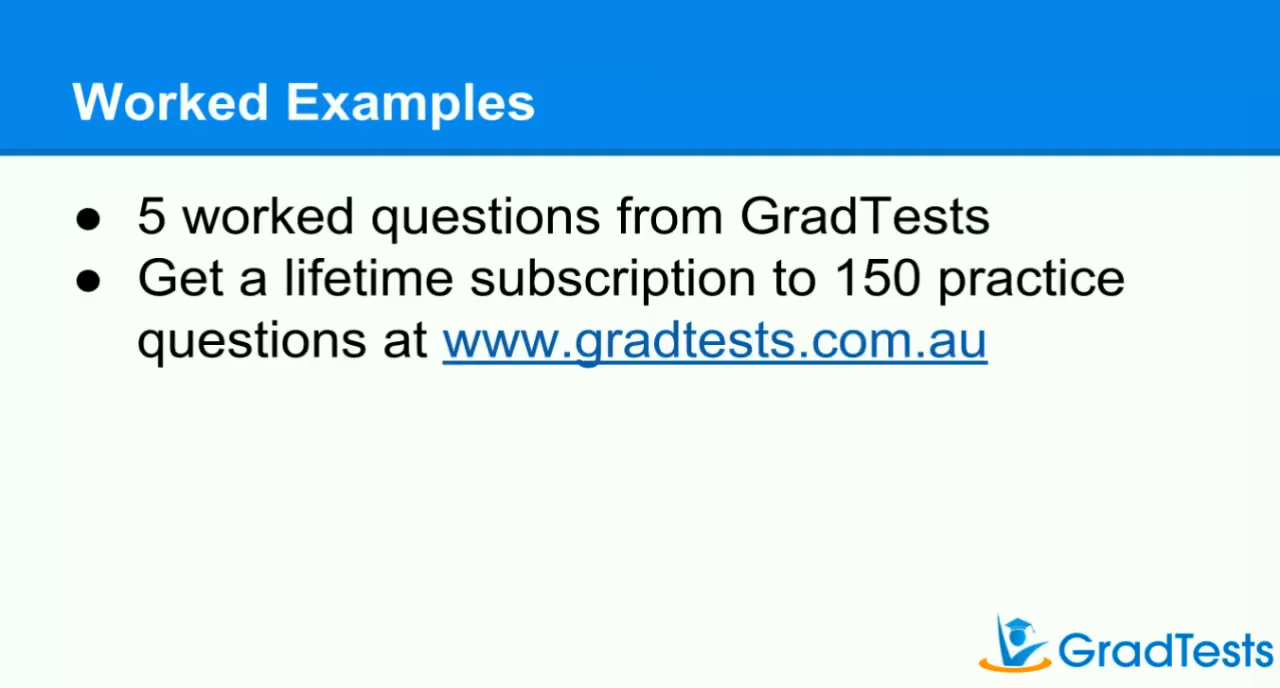 Worked Examples
● 5 worked questions from GradTests
● Get a lifetime subscription to 150 practice
questions at www.gradtests.com.au
GradTests